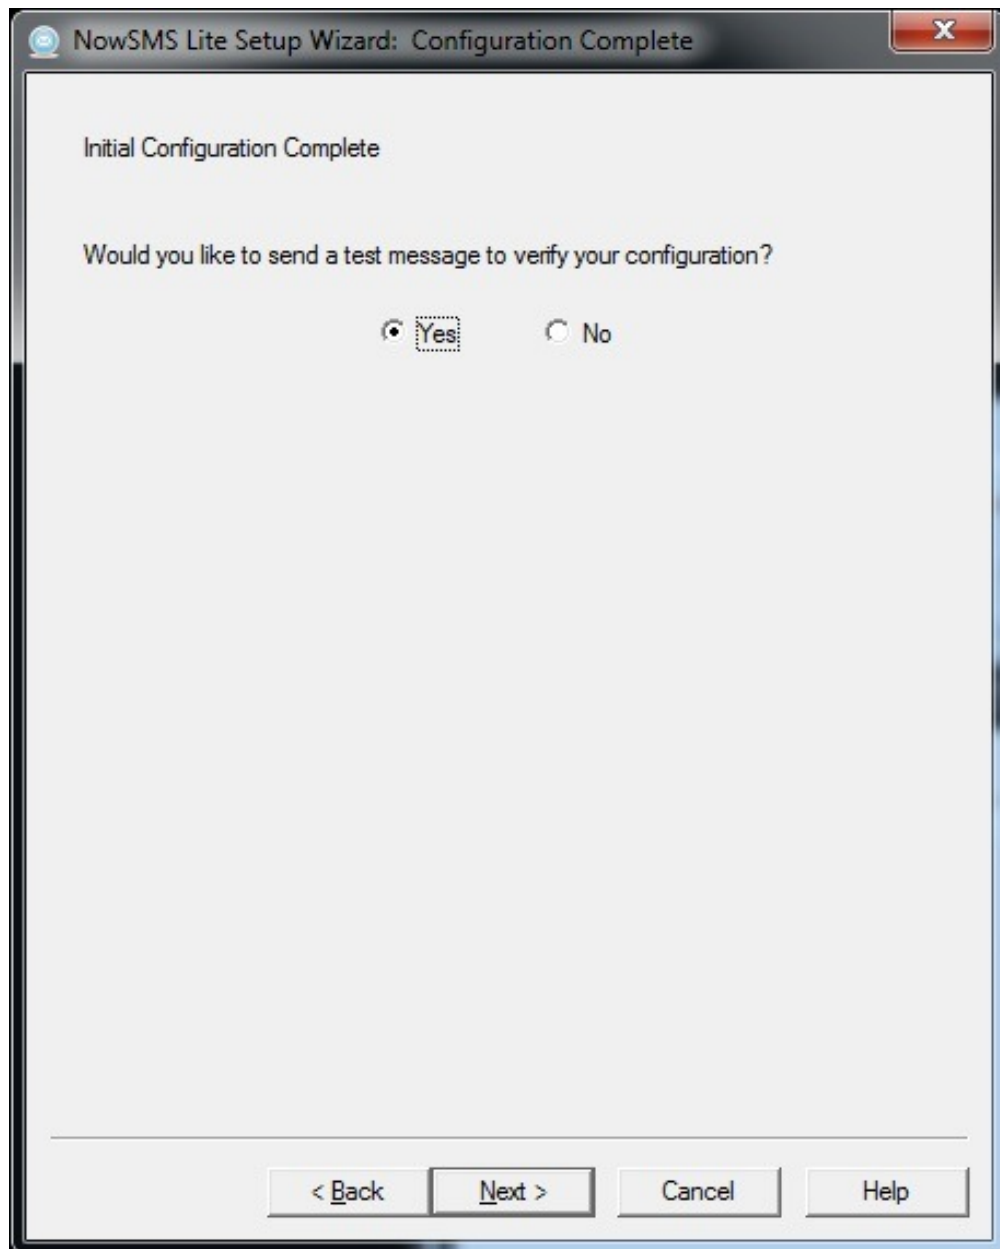 NowSMS Lite Setup Wizard: Configuration Complete
x
Initial Configuration Complete
Would you like to send a test message to verify your configuration?
Yes No
< Back Next > Cancel Help